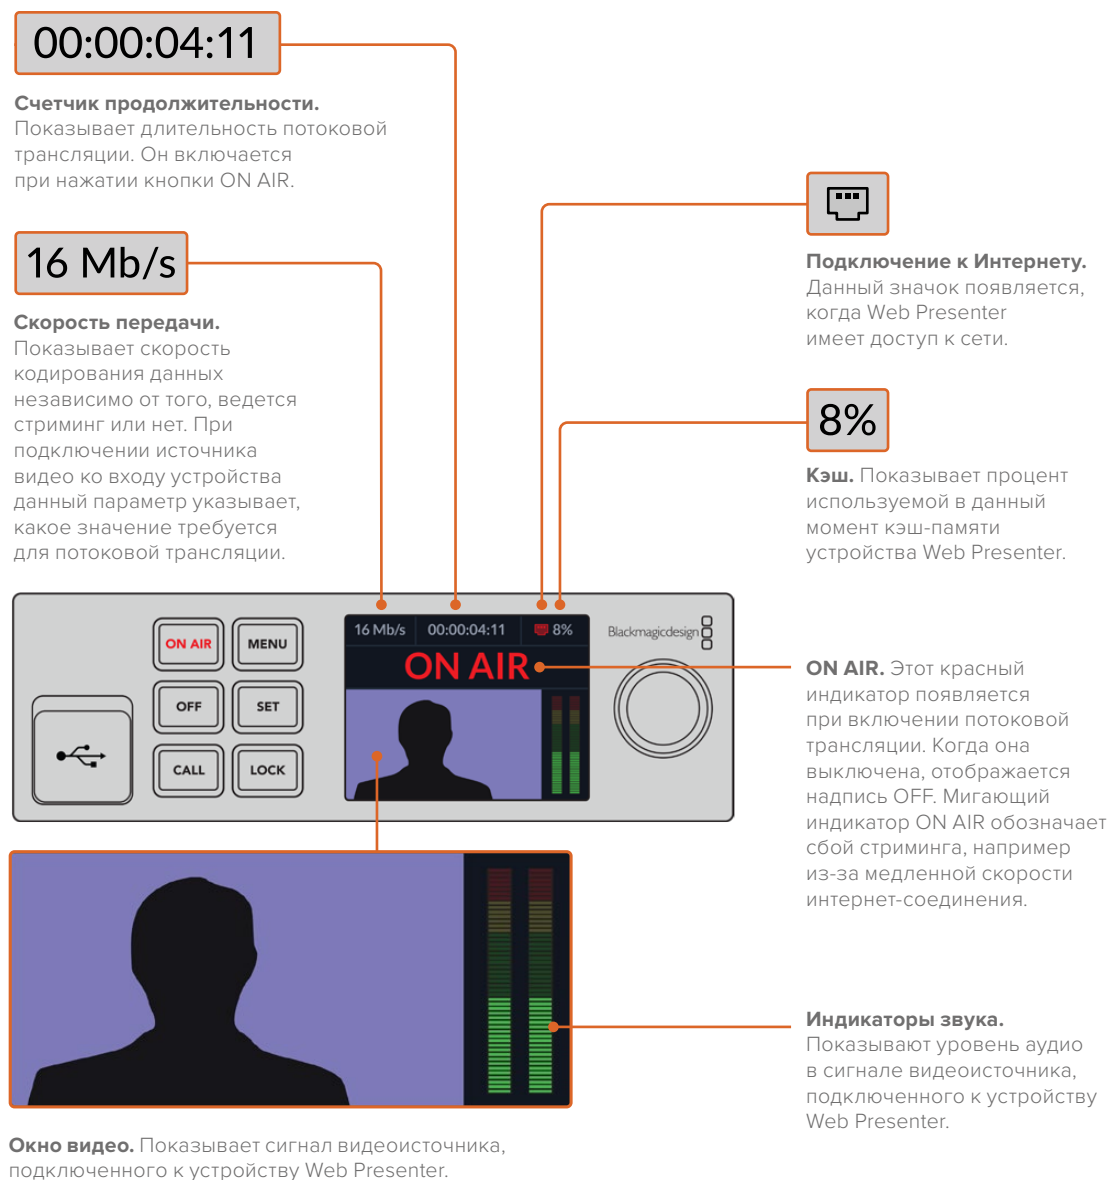 00:00:04:11
Счетчик продолжительности.
Показывает длительность потоковой
трансляции. Он включается
при нажатии кнопки ON AIR.
16 Mb/s
Скорость передачи.
Показывает скорость
кодирования данных
независимо от того, ведется
стриминг или нет. При
подключении источника
видео ко входу устройства
данный параметр указывает,
какое значение требуется
для потоковой трансляции.
Подключение к Интернету.
Данный значок появляется,
когда Web Presenter
имеет доступ к сети.
8%
Кэш. Показывает процент
используемой в данный
момент кэш-памяти
устройства Web Presenter.
ON AIR
MENU
OFF
SET
CALL
LOCK
16 Mb/s 00:00:04:11 8%
ON AIR
Blackmagicdesign
ON AIR. Этот красный
индикатор появляется
при включении потоковой
трансляции. Когда она
выключена, отображается
надпись OFF. Мигающий
индикатор ON AIR обозначает
сбой стриминга, например
из-за медленной скорости
интернет-соединения.
Индикаторы звука.
Показывают уровень аудио
в сигнале видеоисточника,
подключенного к устройству
Web Presenter.
Окно видео. Показывает сигнал видеоисточника,
подключенного к устройству Web Presenter.